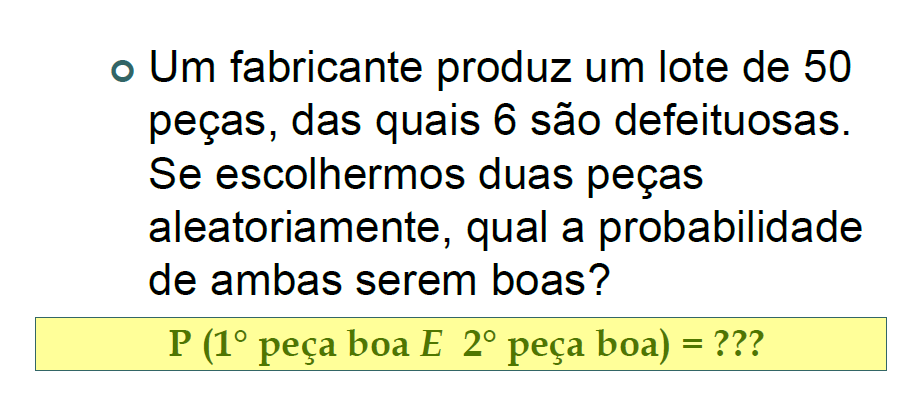 Um fabricante produz um lote de 50
peças, das quais 6 são defeituosas.
Se escolhermos duas peças
aleatoriamente, qual a probabilidade
de ambas serem boas?
P (1° peça boa E 2° peça boa) = ???